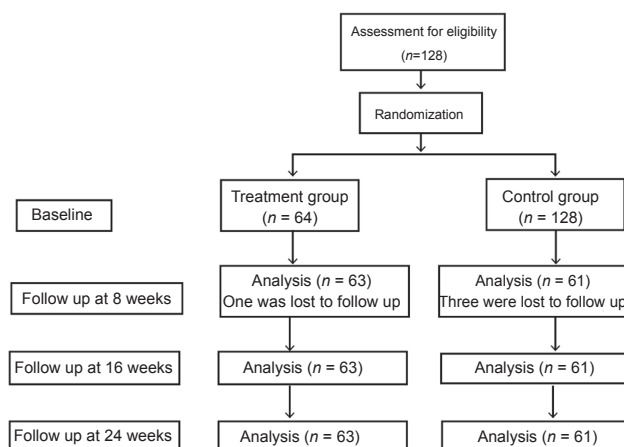 Assessment for eligibility
(n=128)
Randomization
Baseline
Treatment group
(n = 64)
Control group
(n = 128)
Follow up at 8 weeks
Analysis (n = 63)
One was lost to follow up
Analysis (n = 61)
Three were lost to follow up
Follow up at 16 weeks
Analysis (n = 63)
Analysis (n = 61)
Follow up at 24 weeks
Analysis (n = 63)
Analysis (n = 61)